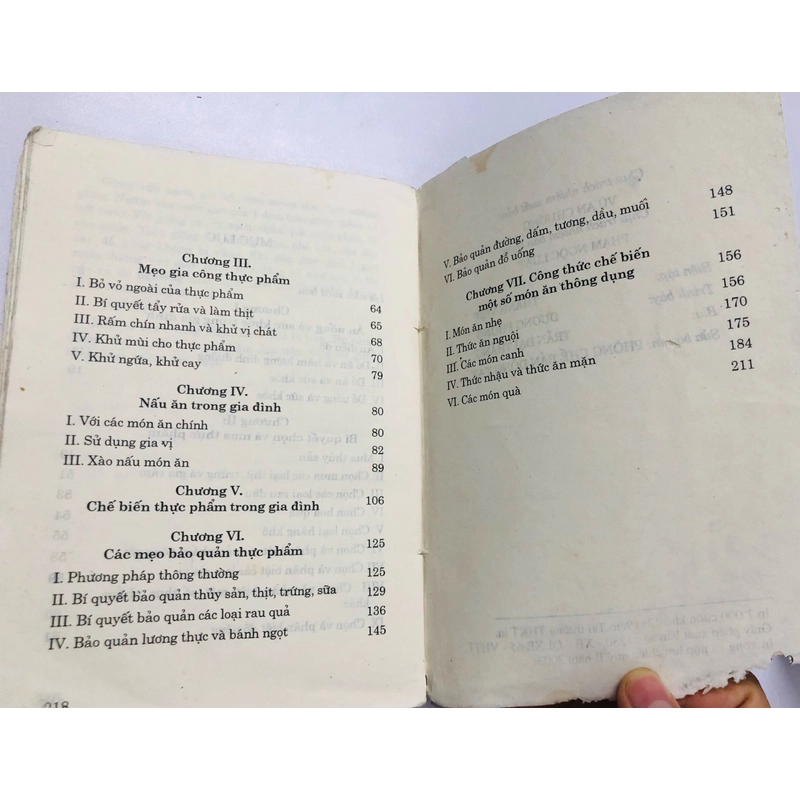 Chương III.
Mẹo gia công thực phẩm
I. Bỏ vỏ ngoài của thực phẩm 64
II. Bí quyết tẩy rửa và làm thịt 65
III. Rấm chín nhanh và khử vị chát 68
IV. Khử mùi cho thực phẩm 70
V. Khử ngứa, khử cay 79
Chương IV.
Nấu ăn trong gia đình 80
I. Với các món ăn chính 80
II. Sử dụng gia vị 82
III. Xào nấu món ăn 89
Chương V.
Chế biến thực phẩm trong gia đình 106
Chương VI.
Các mẹo bảo quản thực phẩm 125
I. Phương pháp thông thường 125
II. Bí quyết bảo quản thủy sản, thịt, trứng, sữa 129
III. Bí quyết bảo quản các loại rau quả 136
IV. Bảo quản lương thực và bánh ngọt 145
218
V. Bảo quản đường, dấm, tương, dầu, muối 148
VI. Bảo quản đồ uống 151
Chương VII. Công thức chế biến
một số món ăn thông dụng 156
I. Món ăn nhẹ 156
II. Thức ăn nguội 170
III. Các món canh 175
IV. Thức nhậu và thức ăn mặn 184
VI. Các món quà 211
9